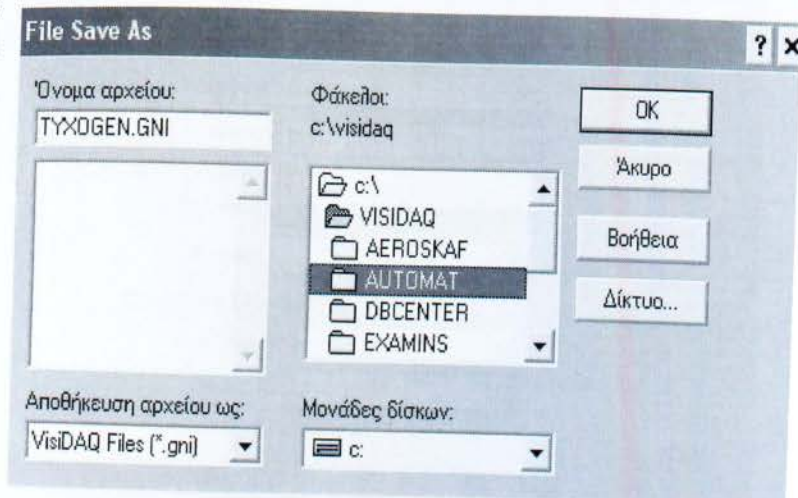 File Save As
? ×
Όνομα αρχείου:
TYXOGEN.GNI
Φάκελοι:
c:\visidaq
c:\
VISIDAQ
AEROSKAF
AUTOMAT
DBCENTER
EXAMINS
OK
Άκυρο
Βοήθεια
Δίκτυο...
Αποθήκευση αρχείου ως:
VisiDAQ Files (*.gni)
Μονάδες δίσκων:
c: